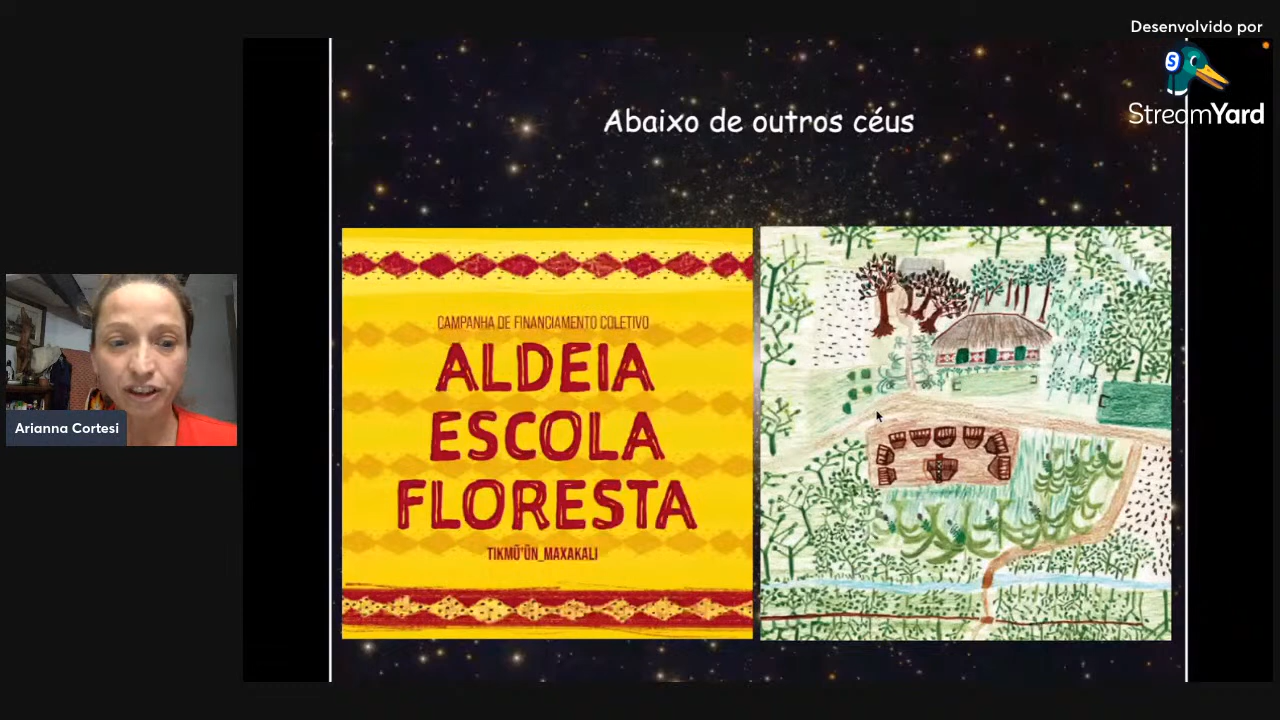 Desenvolvido por
StreamYard
Abaixo de outros céus
CAMPANHA DE FINANCIAMENTO COLETIVO
ALDEIA
ESCOLA
FLORESTA
TIKMŨ'ŨN_MAXAKALI
Arianna Cortesi